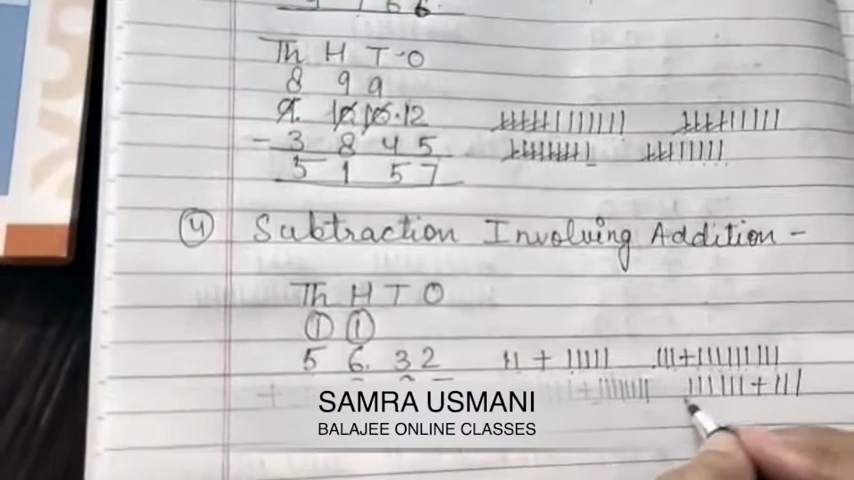 Th H T O
8 9 9
9. 10 10.12
- 3 8 4 5
5 1 5 7
4 Subtraction Involving Addition -
Th H T O
1 1
5 6. 3 2
+
SAMRA USMANI
BALAJEE ONLINE CLASSES